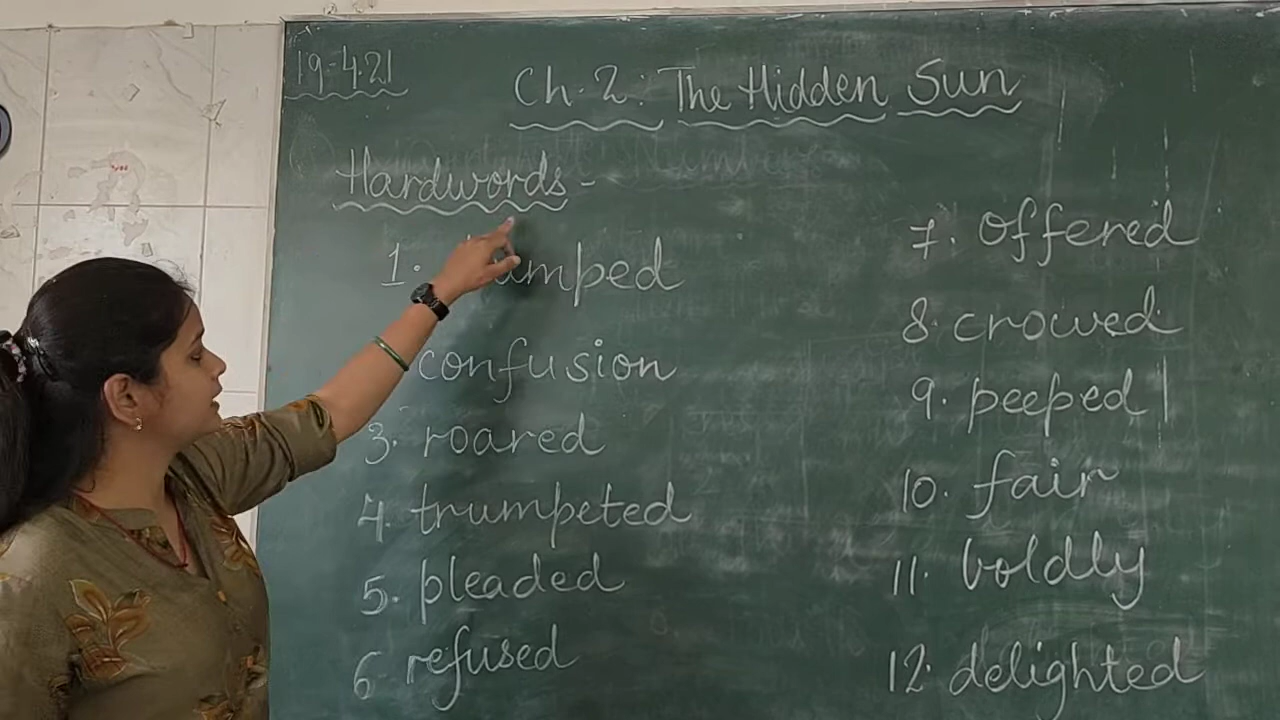 19-4.21
Ch. 2: The Hidden Sun
Hardwords -
1.
confusion
3. roared
4. trumpeted
5. pleaded
6 refused
7. offered
8. crowed
9. peeped
10. fair
11. boldly
12. delighted